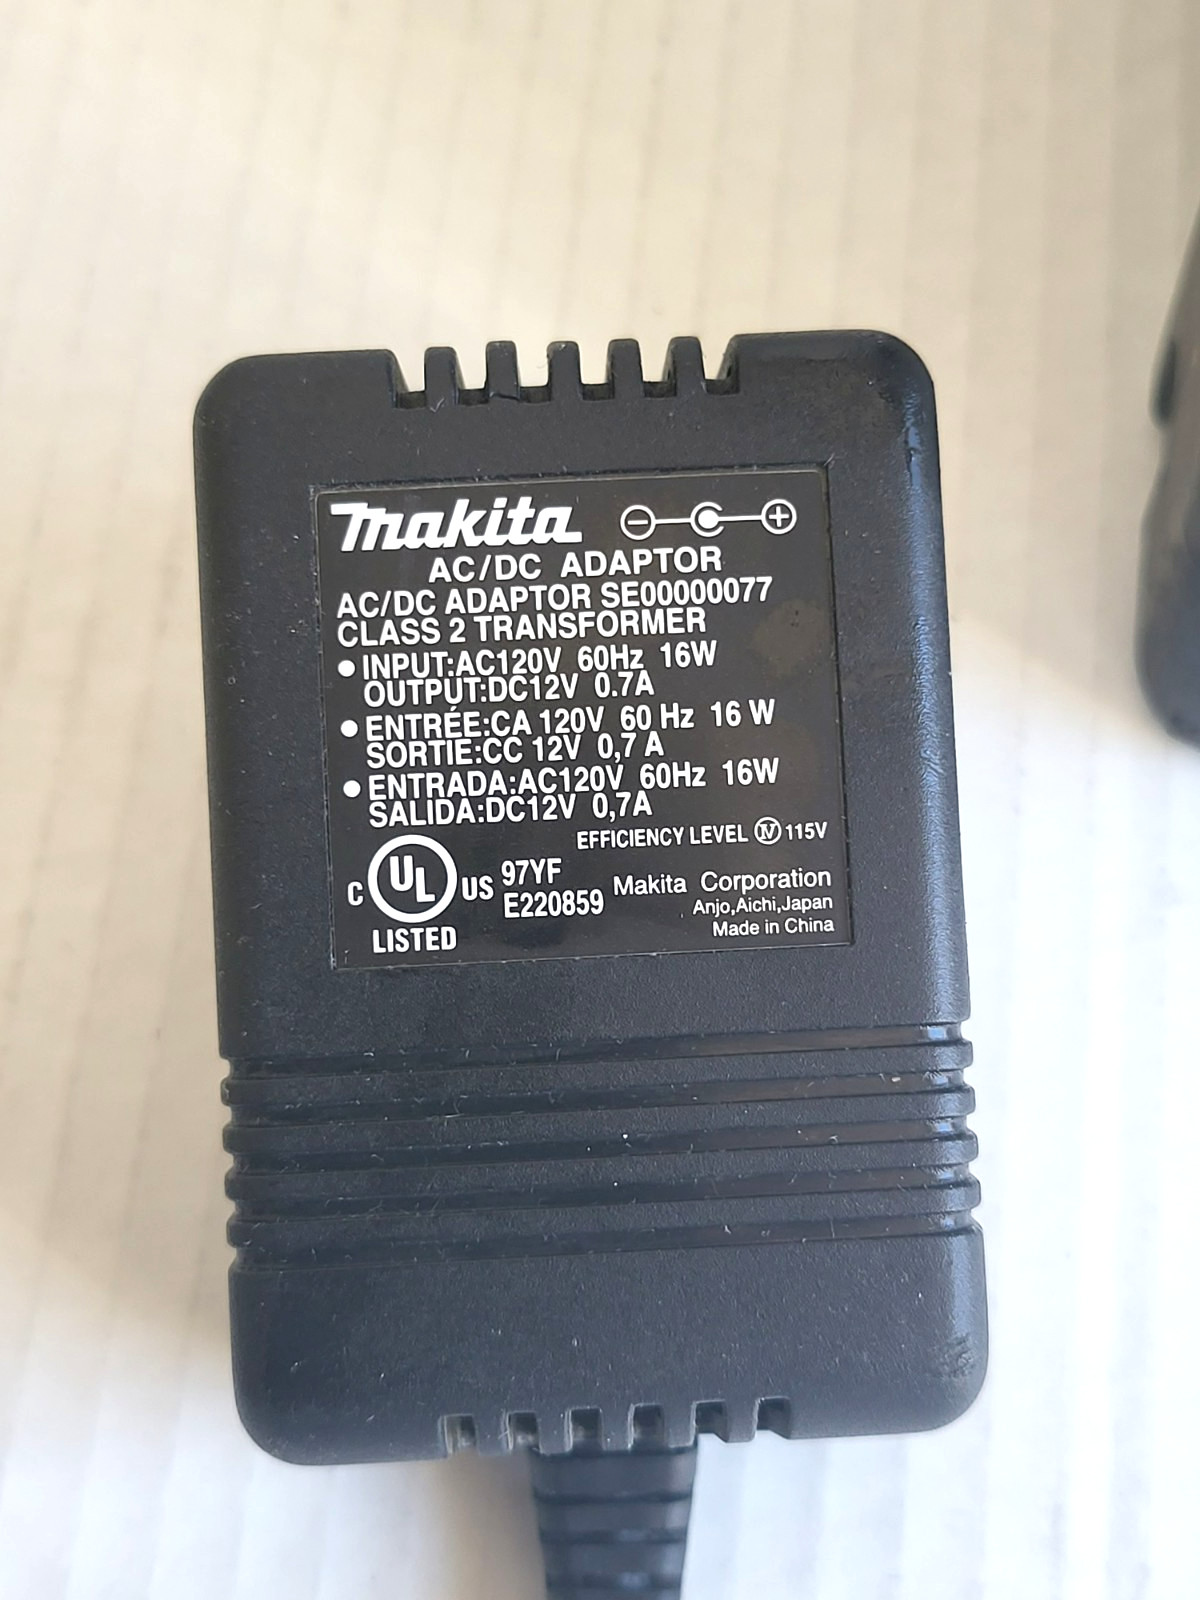 makita
AC/DC ADAPTOR
AC/DC ADAPTOR SE00000077
CLASS 2 TRANSFORMER
● INPUT:AC120V 60Hz 16W
OUTPUT:DC12V 0.7A
● ENTRÉE:CA 120V 60 Hz 16 W
SORTIE:CC 12V 0,7 A
● ENTRADA:AC120V 60Hz 16W
SALIDA:DC12V 0,7A
EFFICIENCY LEVEL IV 115V
C UL US
LISTED
97YF
E220859
Makita Corporation
Anjo,Aichi,Japan
Made in China